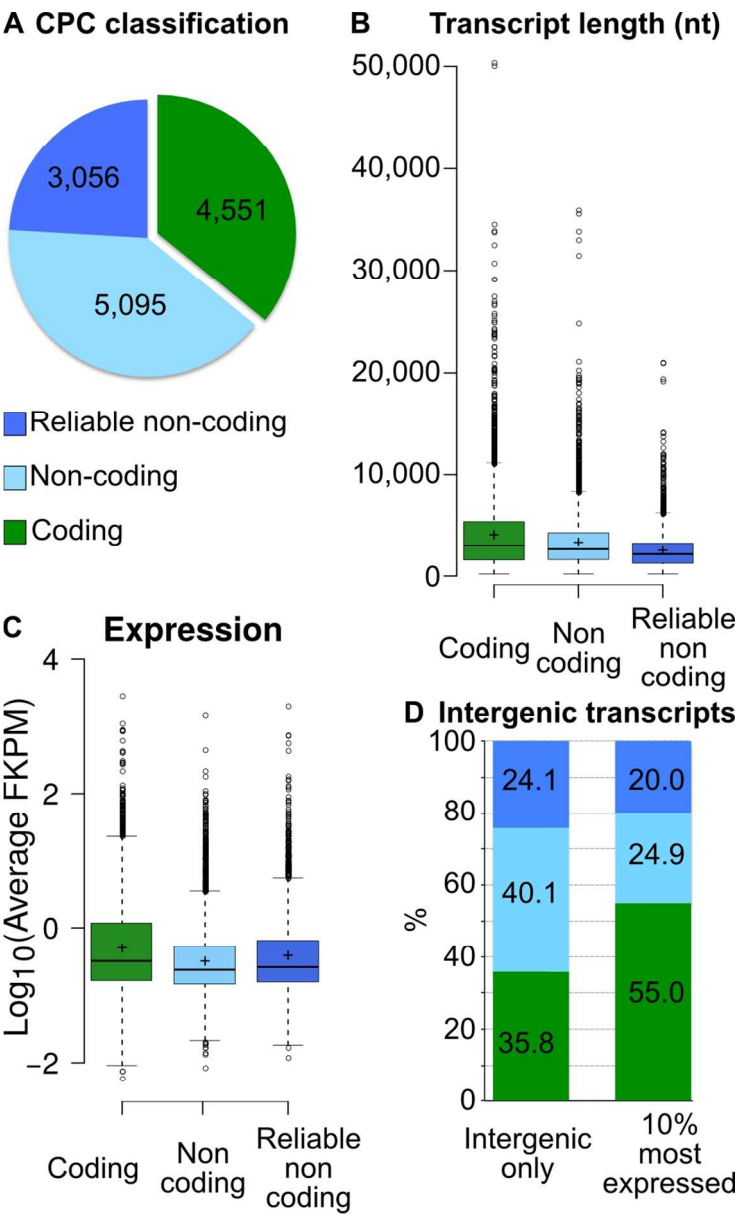 A CPC classification
3,056
4,551
5,095
Reliable non-coding
Non-coding
Coding
B Transcript length (nt)
50,000
40,000
30,000
20,000
10,000
0
Coding
Non
coding
Reliable
non
coding
C Expression
Log10(Average FKPM)
4
2
0
−2
Coding
Non
coding
Reliable
non
coding
D Intergenic transcripts
%
100
80
60
40
20
0
24.1
40.1
35.8
20.0
24.9
55.0
Intergenic
only
10%
most
expressed